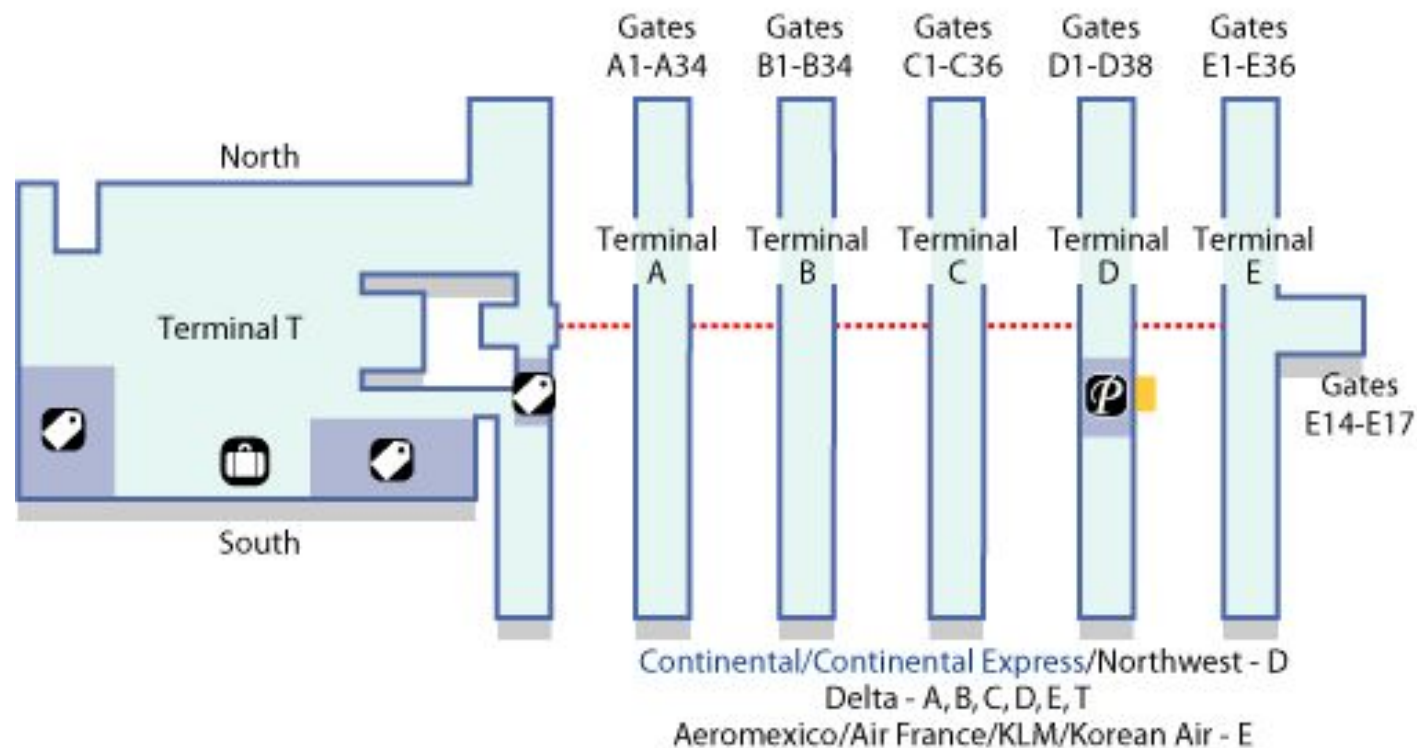 Gates
A1-A34
Gates
B1-B34
Gates
C1-C36
Gates
D1-D38
Gates
E1-E36
North
Terminal
A
Terminal
B
Terminal
C
Terminal
D
Terminal
E
Terminal T
P
Gates
E14-E17
South
Continental/Continental Express/Northwest - D
Delta - A, B, C, D, E, T
Aeromexico/Air France/KLM/Korean Air - E